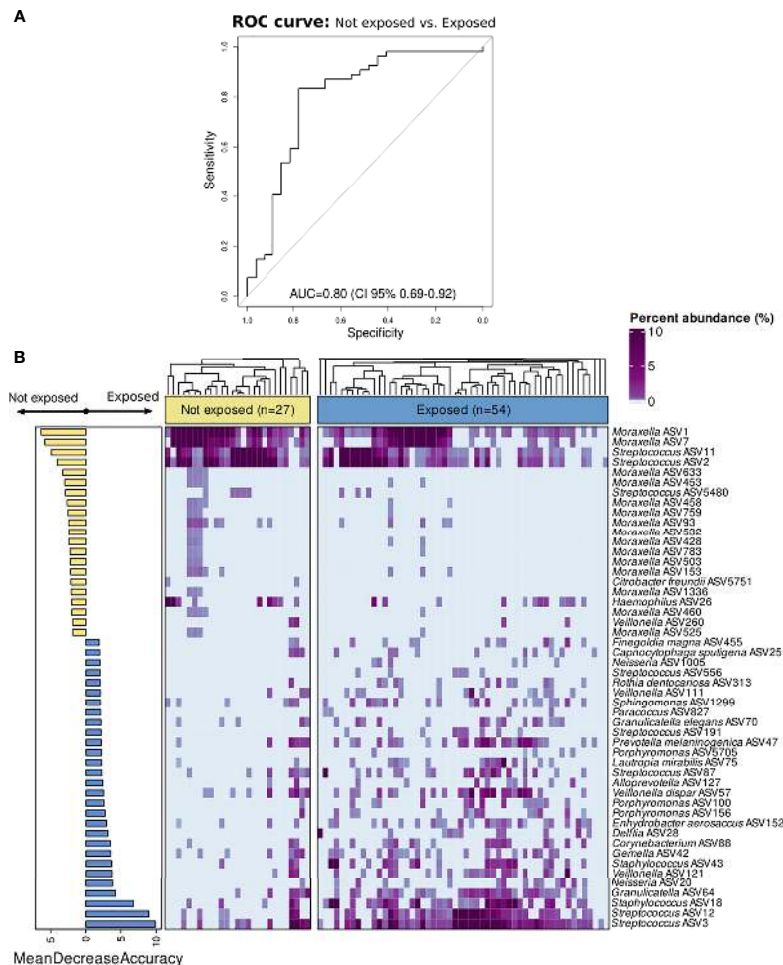 A
ROC curve: Not exposed vs. Exposed
1.0
0.8
0.6
0.4
0.2
0.0
Sensitivity
AUC=0.80 (CI 95% 0.69-0.92)
1.0 0.8 0.6 0.4 0.2 0.0
Specificity
Percent abundance (%)
10
5
0
B
Not exposed Exposed
Not exposed (n=27)
Exposed (n=54)
Moraxella ASV1
Moraxella ASV7
Streptococcus ASV11
Streptococcus ASV2
Moraxella ASV633
Moraxella ASV453
Streptococcus ASV5480
Moraxella ASV458
Moraxella ASV759
Moraxella ASV93
Moraxella ASV502
Moraxella ASV428
Moraxella ASV783
Moraxella ASV503
Moraxella ASV153
Citrobacter freundii ASV5751
Moraxella ASV1336
Haemophilus ASV26
Moraxella ASV460
Veillonella ASV260
Moraxella ASV525
Finegoldia magna ASV455
Capnocytophaga sputigena ASV25
Neisseria ASV1005
Streptococcus ASV556
Rothia dentocariosa ASV313
Veillonella ASV111
Sphingomonas ASV1299
Paracoccus ASV827
Granulicatella elegans ASV70
Streptococcus ASV191
Prevotella melaninogenica ASV47
Porphyromonas ASV5705
Lautropia mirabilis ASV75
Streptococcus ASV87
Alloprevotella ASV127
Veillonella dispar ASV57
Porphyromonas ASV100
Porphyromonas ASV156
Enhydrobacter aerosaccus ASV152
Delftia ASV28
Corynebacterium ASV88
Gemella ASV42
Staphylococcus ASV43
Veillonella ASV121
Neisseria ASV20
Granulicatella ASV64
Staphylococcus ASV18
Streptococcus ASV12
Streptococcus ASV3
5 0 5 10
MeanDecreaseAccuracy